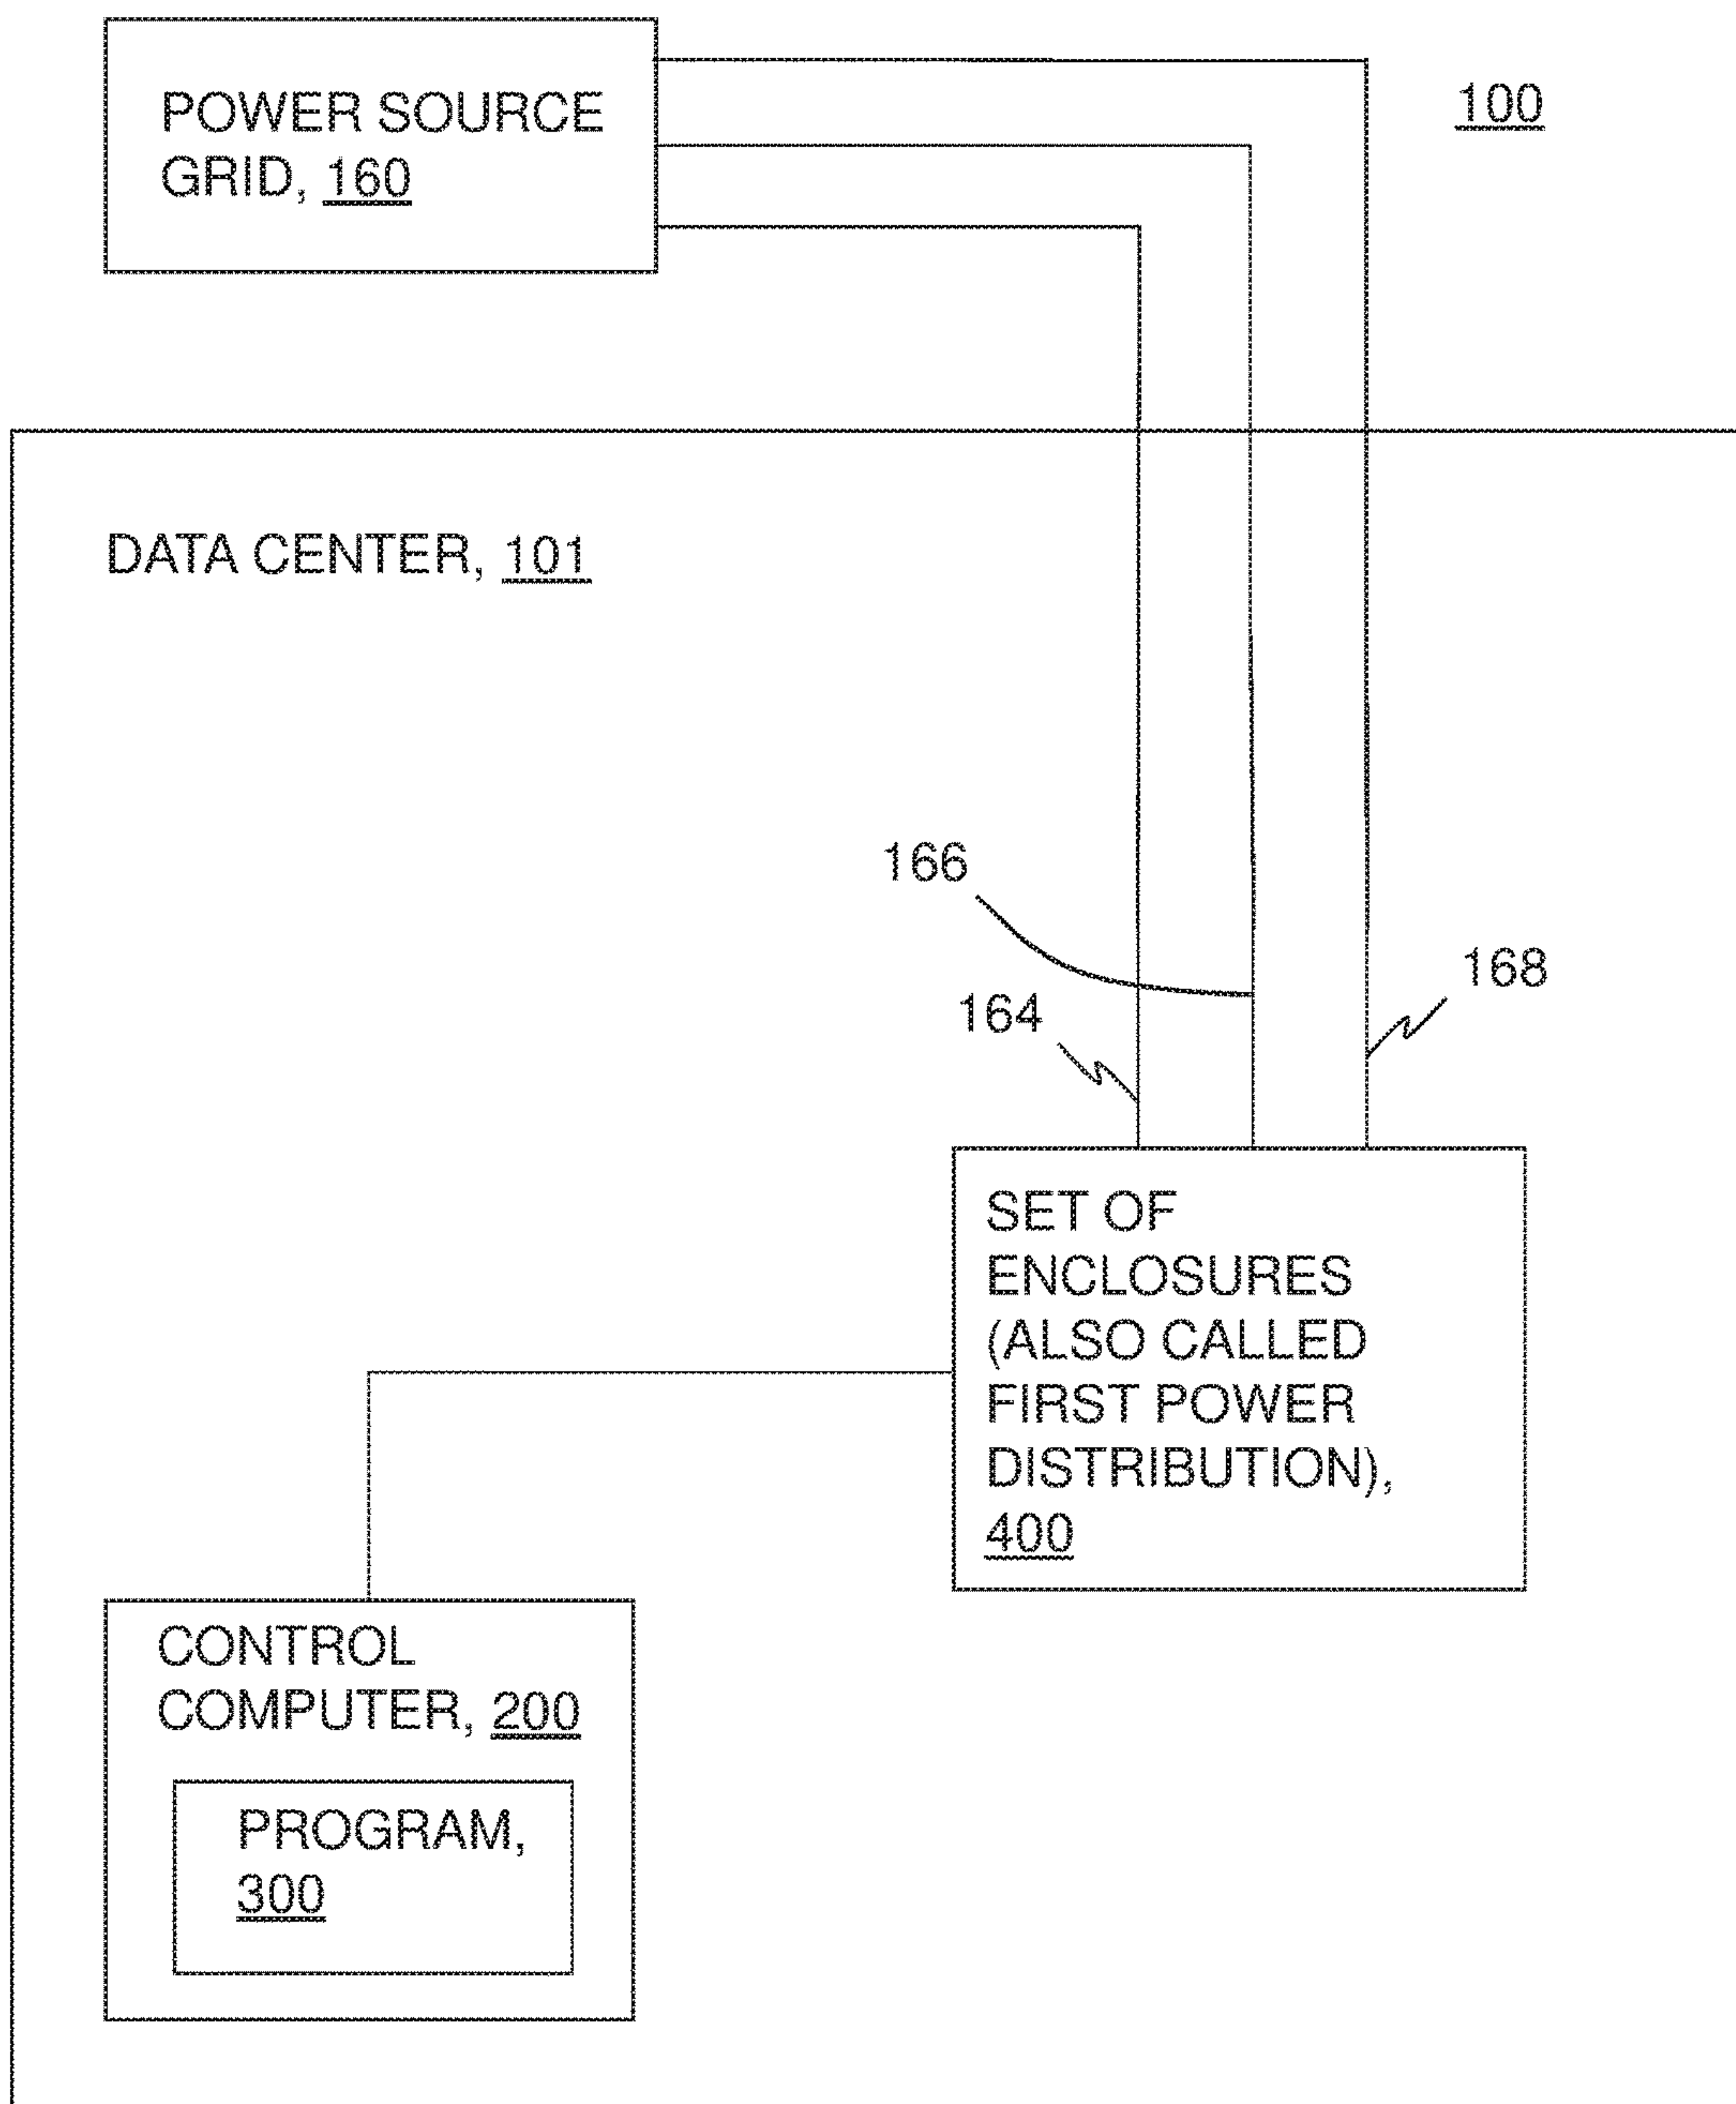 POWER SOURCE
GRID, 160
100
DATA CENTER, 101
166
168
164
SET OF
ENCLOSURES
(ALSO CALLED
FIRST POWER
DISTRIBUTION),
400
CONTROL
COMPUTER, 200
PROGRAM,
300